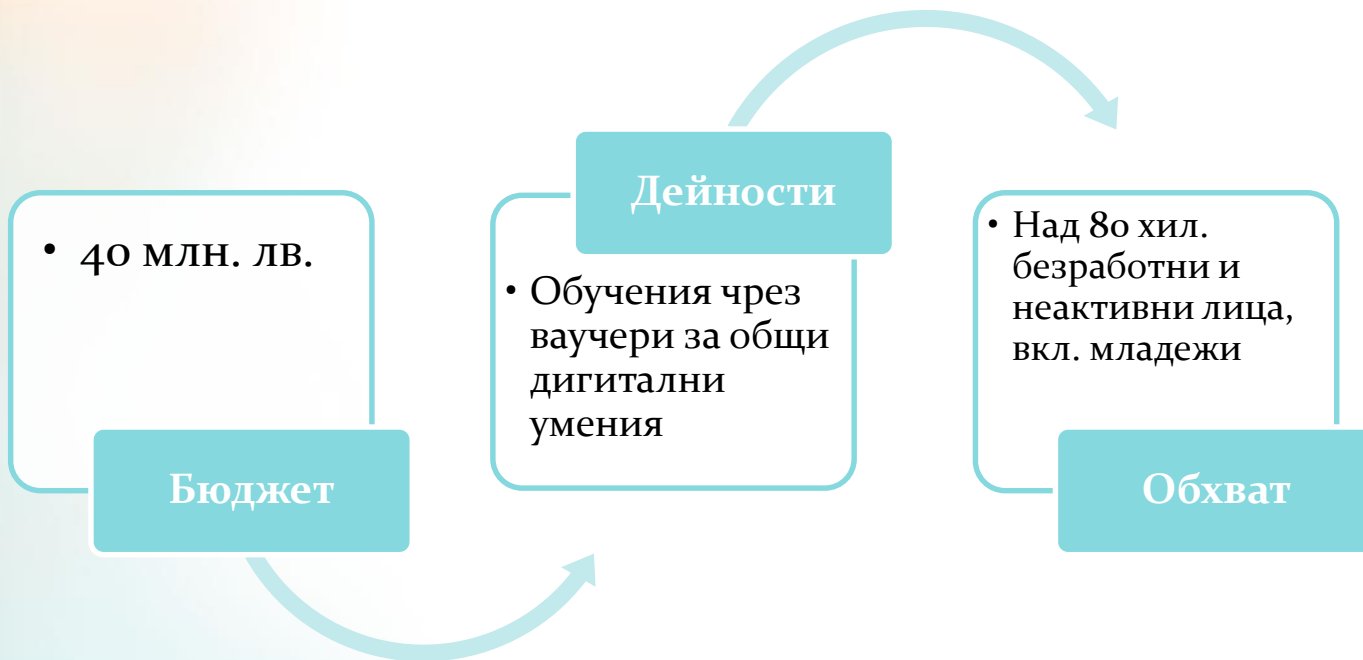 • 40 млн. лв.
Бюджет
Дейности
• Обучения чрез
ваучери за общи
дигитални
умения
• Над 80 хил.
безработни и
неактивни лица,
вкл. младежи
Обхват